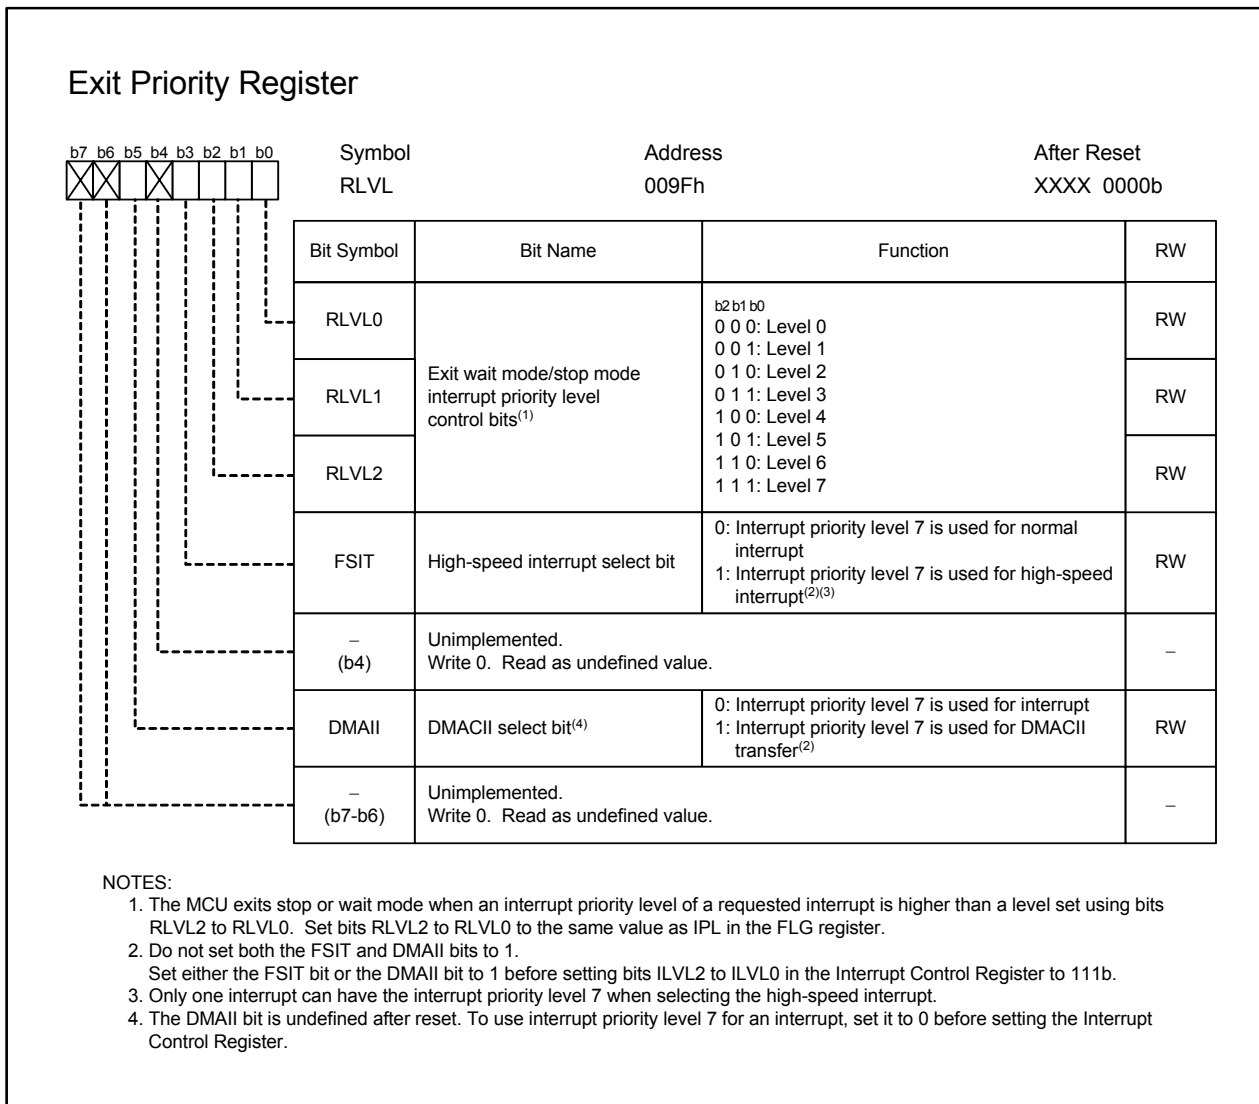 Exit Priority Register
b7 b6 b5 b4 b3 b2 b1 b0
Symbol Address After Reset
RLVL 009Fh XXXX 0000b
Bit Symbol Bit Name Function RW
RLVL0
RLVL1
RLVL2
Exit wait mode/stop mode
interrupt priority level
control bits(1)
b2 b1 b0
0 0 0: Level 0
0 0 1: Level 1
0 1 0: Level 2
0 1 1: Level 3
1 0 0: Level 4
1 0 1: Level 5
1 1 0: Level 6
1 1 1: Level 7
RW
RW
RW
FSIT
High-speed interrupt select bit
0: Interrupt priority level 7 is used for normal
interrupt
1: Interrupt priority level 7 is used for high-speed
interrupt(2)(3)
RW
–
(b4)
Unimplemented.
Write 0. Read as undefined value.
–
DMAII
DMACII select bit(4)
0: Interrupt priority level 7 is used for interrupt
1: Interrupt priority level 7 is used for DMACII
transfer(2)
RW
–
(b7-b6)
Unimplemented.
Write 0. Read as undefined value.
–
NOTES:
1. The MCU exits stop or wait mode when an interrupt priority level of a requested interrupt is higher than a level set using bits
RLVL2 to RLVL0. Set bits RLVL2 to RLVL0 to the same value as IPL in the FLG register.
2. Do not set both the FSIT and DMAII bits to 1.
Set either the FSIT bit or the DMAII bit to 1 before setting bits ILVL2 to ILVL0 in the Interrupt Control Register to 111b.
3. Only one interrupt can have the interrupt priority level 7 when selecting the high-speed interrupt.
4. The DMAII bit is undefined after reset. To use interrupt priority level 7 for an interrupt, set it to 0 before setting the Interrupt
Control Register.